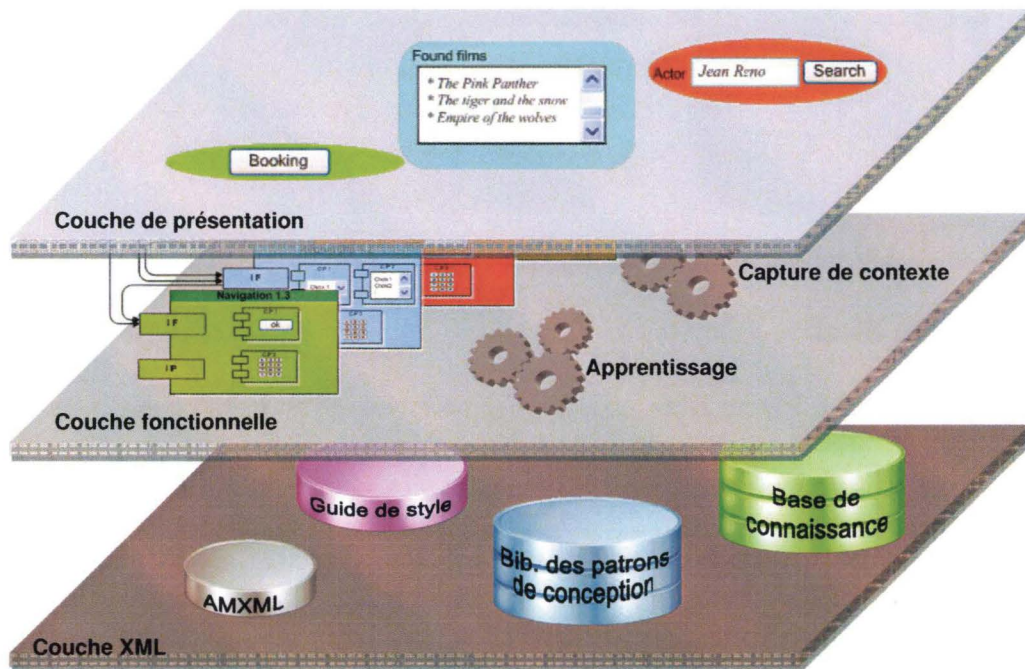 Found films
* The Pink Panther
* The tiger and the snow
* Empire of the wolves
Actor Jean Reno Search
Booking
Couche de présentation
Capture de contexte
I F
Navigation 1.3
I F
ok
I F
Apprentissage
Couche fonctionnelle
Guide de style
Base de
connaissance
Bib. des patrons
de conception
AMXML
Couche XML